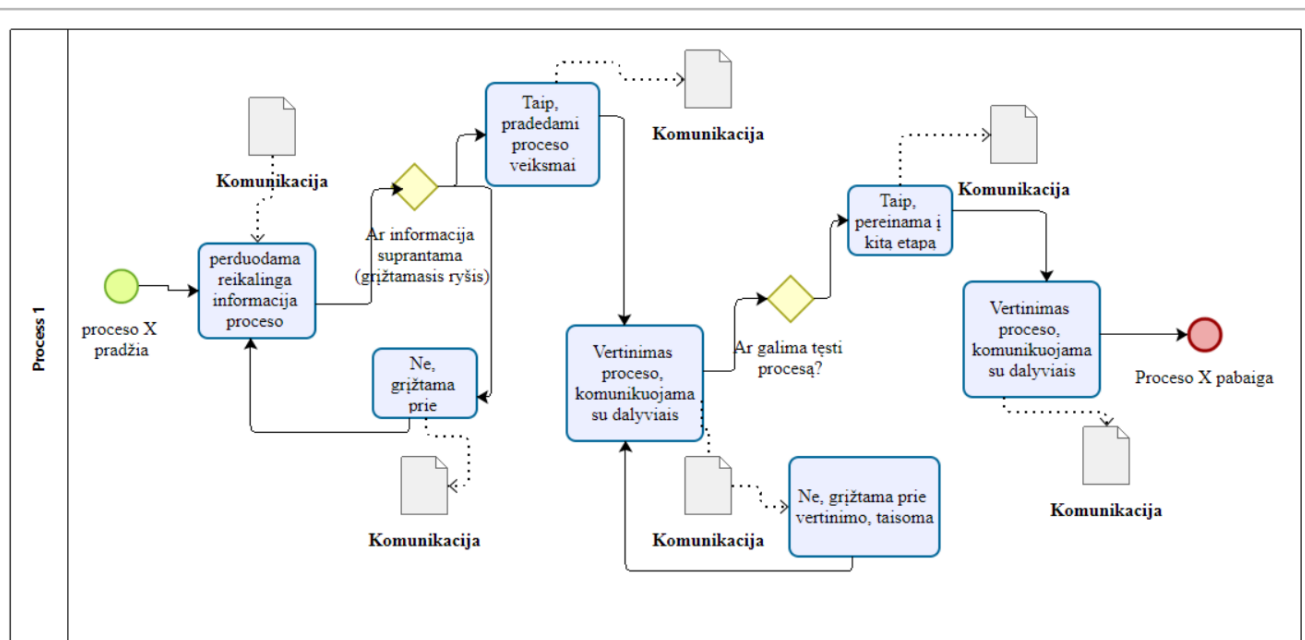 Process 1
proceso X
pradžia
Komunikacija
perduodama
reikalinga
informacija
proceso
Ar informacija
suprantama
(grįžtamasis ryšis)
Ne,
grįžtama
prie
Komunikacija
Taip,
pradedami
proceso
veiksmai
Komunikacija
Vertinimas
proceso,
komunikuojama
su dalyviais
Komunikacija
Ar galima tęsti
procesą?
Ne, grįžtama prie
vertinimo, taisoma
Taip,
pereinama į
kitą etapą
Komunikacija
Vertinimas
proceso,
komunikuojama
su dalyviais
Komunikacija
Proceso X pabaiga